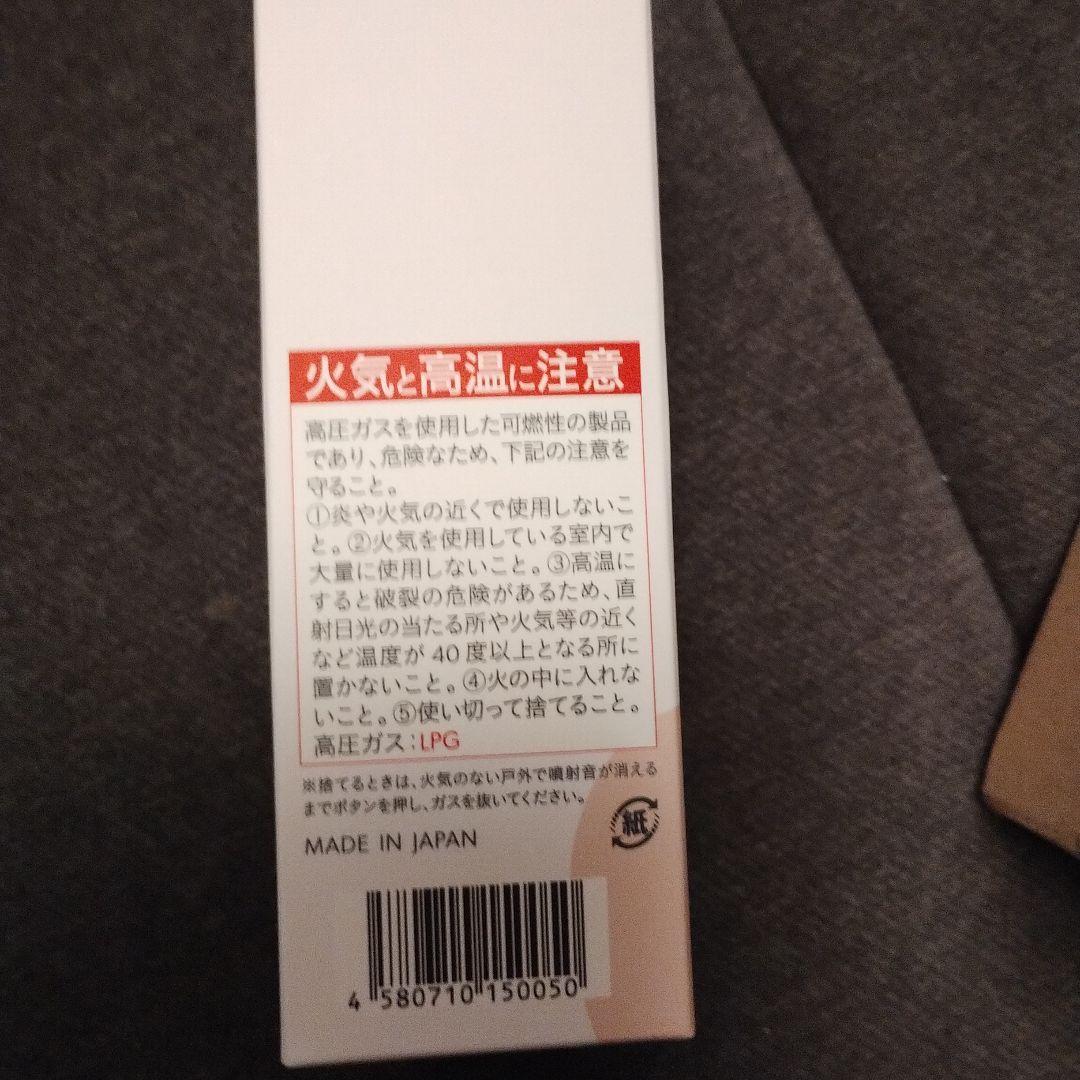 火気と高温に注意
高圧ガスを使用した可燃性の製品
であり、危険なため、下記の注意を
守ること。
①炎や火気の近くで使用しないこ
と。②火気を使用している室内で
大量に使用しないこと。③高温に
すると破裂の危険があるため、直
射日光の当たる所や火気等の近く
など温度が 40 度以上となる所に
置かないこと。④火の中に入れな
いこと。⑤使い切って捨てること。
高圧ガス:LPG
※捨てるときは、火気のない戸外で噴射音が消える
までボタンを押し、ガスを抜いてください。
紙
MADE IN JAPAN
4 580710 150050